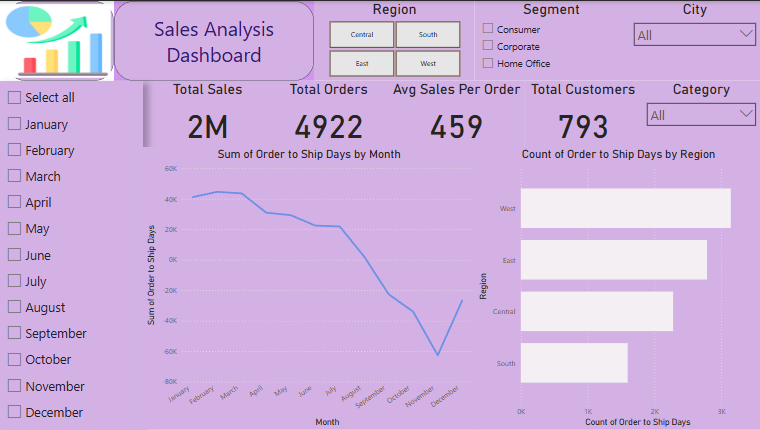 Sales Analysis
Dashboard
Region
Central
South
East
West
Segment
Consumer
Corporate
Home Office
City
All
Select all
January
February
March
April
May
June
July
August
September
October
November
December
Total Sales
2M
Total Orders
4922
Avg Sales Per Order
459
Total Customers
793
Category
All
Sum of Order to Ship Days by Month
Sum of Order to Ship Days
60K
40K
20K
0K
-20K
-40K
-60K
-80K
January
February
March
April
May
June
July
August
September
October
November
December
Month
Count of Order to Ship Days by Region
Region
West
East
Central
South
0K
1K
2K
3K
Count of Order to Ship Days